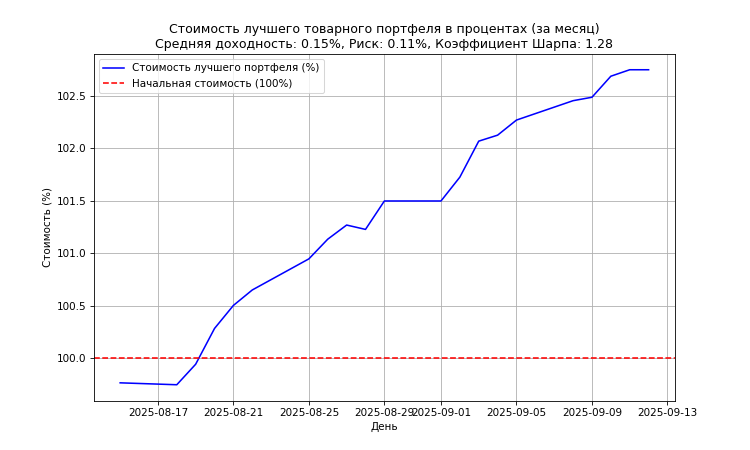 Стоимость лучшего товарного портфеля в процентах (за месяц)
Средняя доходность: 0.15%, Риск: 0.11%, Коэффициент Шарпа: 1.28
Стоимость лучшего портфеля (%)
Начальная стоимость (100%)
Стоимость (%)
102.5
102.0
101.5
101.0
100.5
100.0
2025-08-17 2025-08-21 2025-08-25 2025-08-29 2025-09-01 2025-09-05 2025-09-09 2025-09-13
День